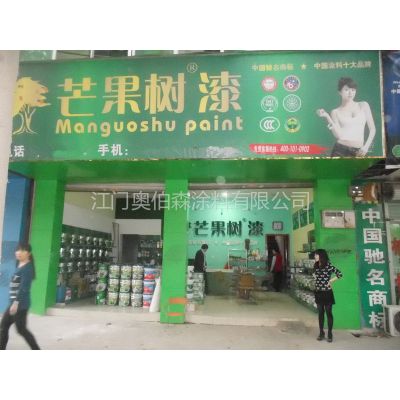 芒果树®漆
Manguoshu paint
中国驰名商标 ★ 中国涂料十大品牌
手机:
话
江门奥伯森涂料有限公司
芒果树漆
中国驰名商标